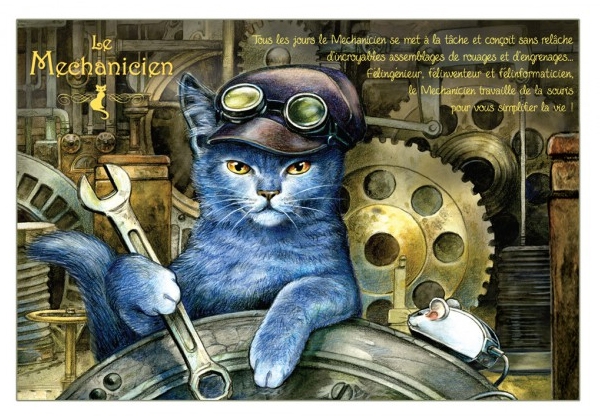 Le
Mechanicien
Tous les jours le Mechanicien se met à la tâche et conçoit sans relâche
d'incroyables assemblages de rouages et d'engrenages...
Félingénieur, félinventeur et félinformaticien,
le Mechanicien travaille de la souris
pour vous simplifier la vie !